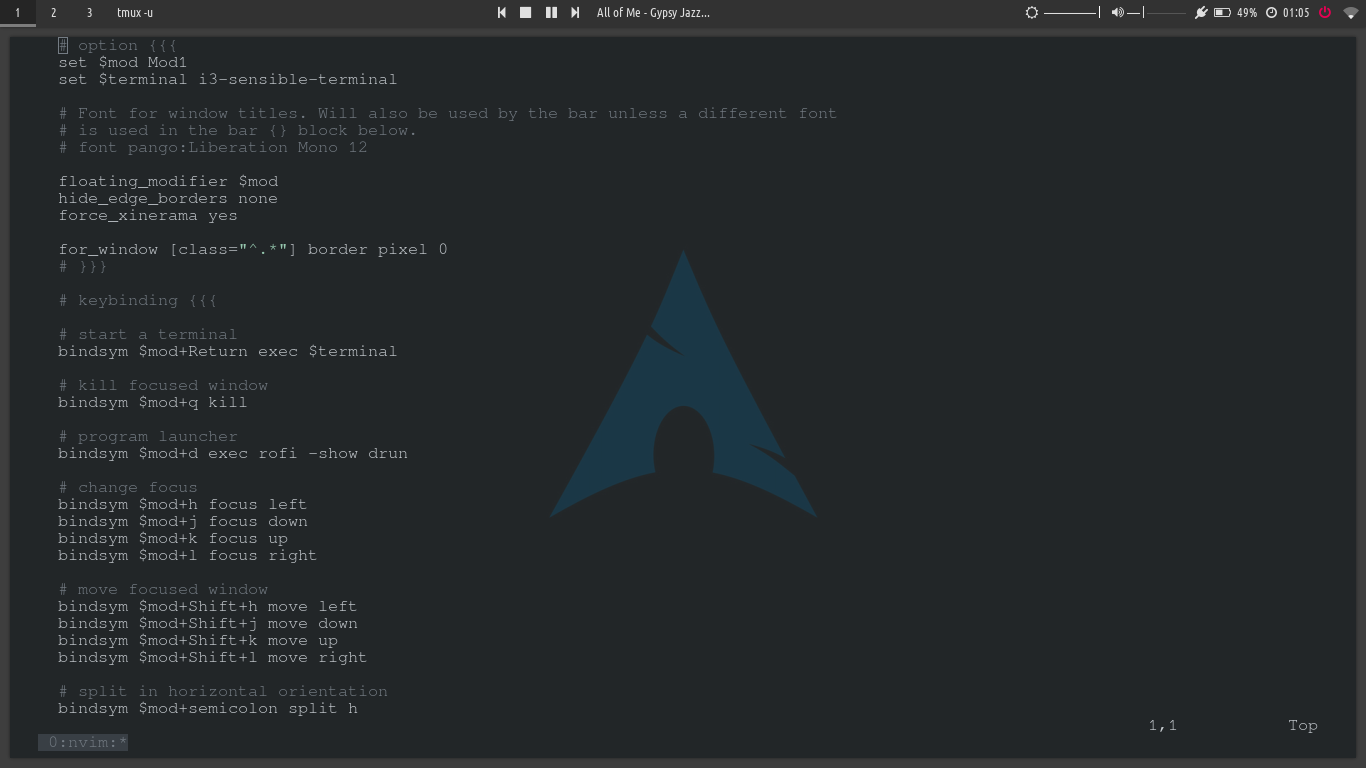 1 2 3 tmux -u All of Me - Gypsy Jazz... 49% 01:05
# option {{{
set $mod Mod1
set $terminal i3-sensible-terminal
# Font for window titles. Will also be used by the bar unless a different font
# is used in the bar {} block below.
# font pango:Liberation Mono 12
floating_modifier $mod
hide_edge_borders none
force_xinerama yes
for_window [class="^.*"] border pixel 0
# }}}
# keybinding {{{
# start a terminal
bindsym $mod+Return exec $terminal
# kill focused window
bindsym $mod+q kill
# program launcher
bindsym $mod+d exec rofi -show drun
# change focus
bindsym $mod+h focus left
bindsym $mod+j focus down
bindsym $mod+k focus up
bindsym $mod+l focus right
# move focused window
bindsym $mod+Shift+h move left
bindsym $mod+Shift+j move down
bindsym $mod+Shift+k move up
bindsym $mod+Shift+l move right
# split in horizontal orientation
bindsym $mod+semicolon split h
1,1 Top
0:nvim:*